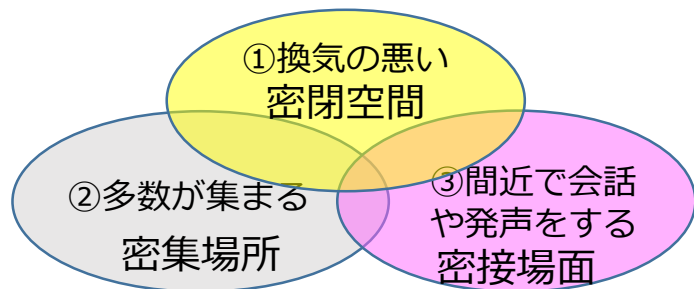 ①換気の悪い
密閉空間
②多数が集まる
密集場所
③間近で会話
や発声をする
密接場面